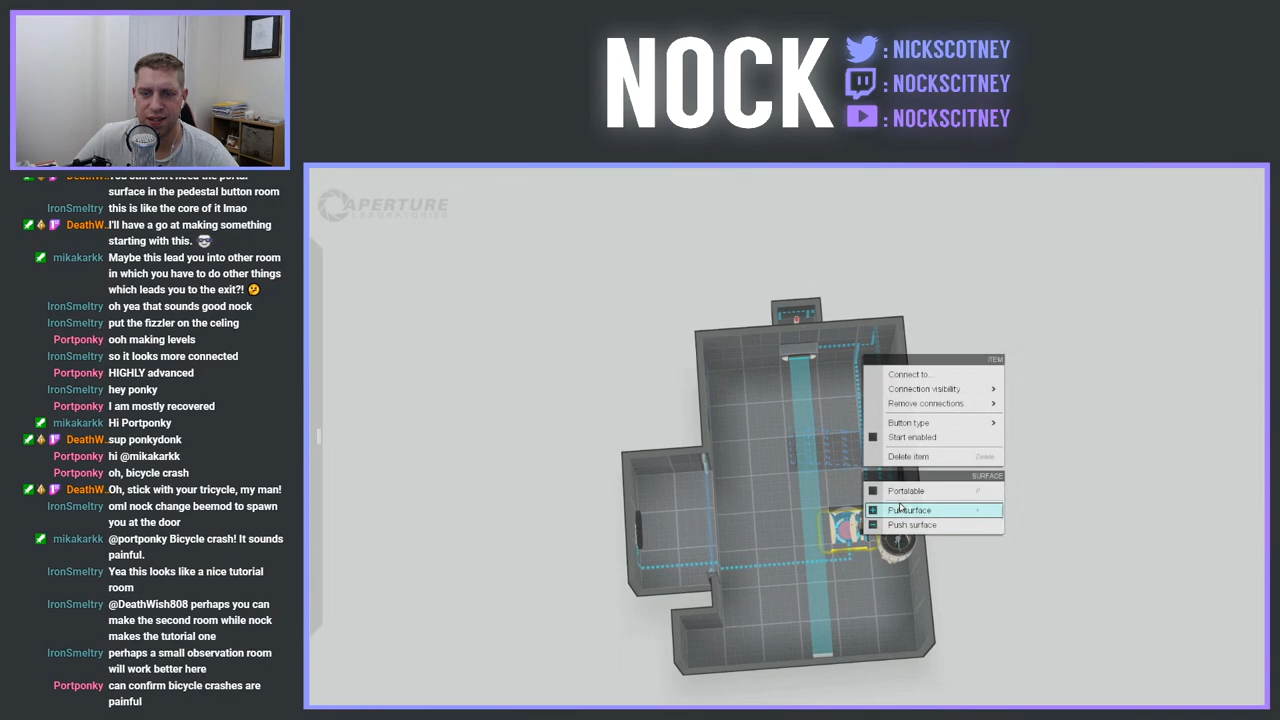 NOCK
: NICKSCOTNEY
: NOCKSCITNEY
: NOCKSCITNEY
surface in the pedestal button room
IronSmeltry this is like the core of it lmao
DeathW.. I'll have a go at making something
starting with this.
mikakarkk Maybe this lead you into other room
in which you have to do other things
which leads you to the exit?!
IronSmeltry oh yea that sounds good nock
IronSmeltry put the fizzler on the celing
Portponky ooh making levels
IronSmeltry so it looks more connected
Portponky HIGHLY advanced
IronSmeltry hey ponky
Portponky I am mostly recovered
mikakarkk Hi Portponky
DeathW.. sup ponkydonk
Portponky hi @mikakarkk
Portponky oh, bicycle crash
DeathW.. Oh, stick with your tricycle, my man!
IronSmeltry oml nock change beemod to spawn
you at the door
mikakarkk @portponky Bicycle crash! It sounds
painful.
IronSmeltry Yea this looks like a nice tutorial
room
IronSmeltry @DeathWish808 perhaps you can
make the second room while nock
makes the tutorial one
IronSmeltry perhaps a small observation room
will work better here
Portponky can confirm bicycle crashes are
painful
APERTURE
LABORATORIES
ITEM
Connect to...
Connection visibility
Remove connections
Button type
Start enabled
Delete item Delete
SURFACE
Portalable P
surface +
Push surface -